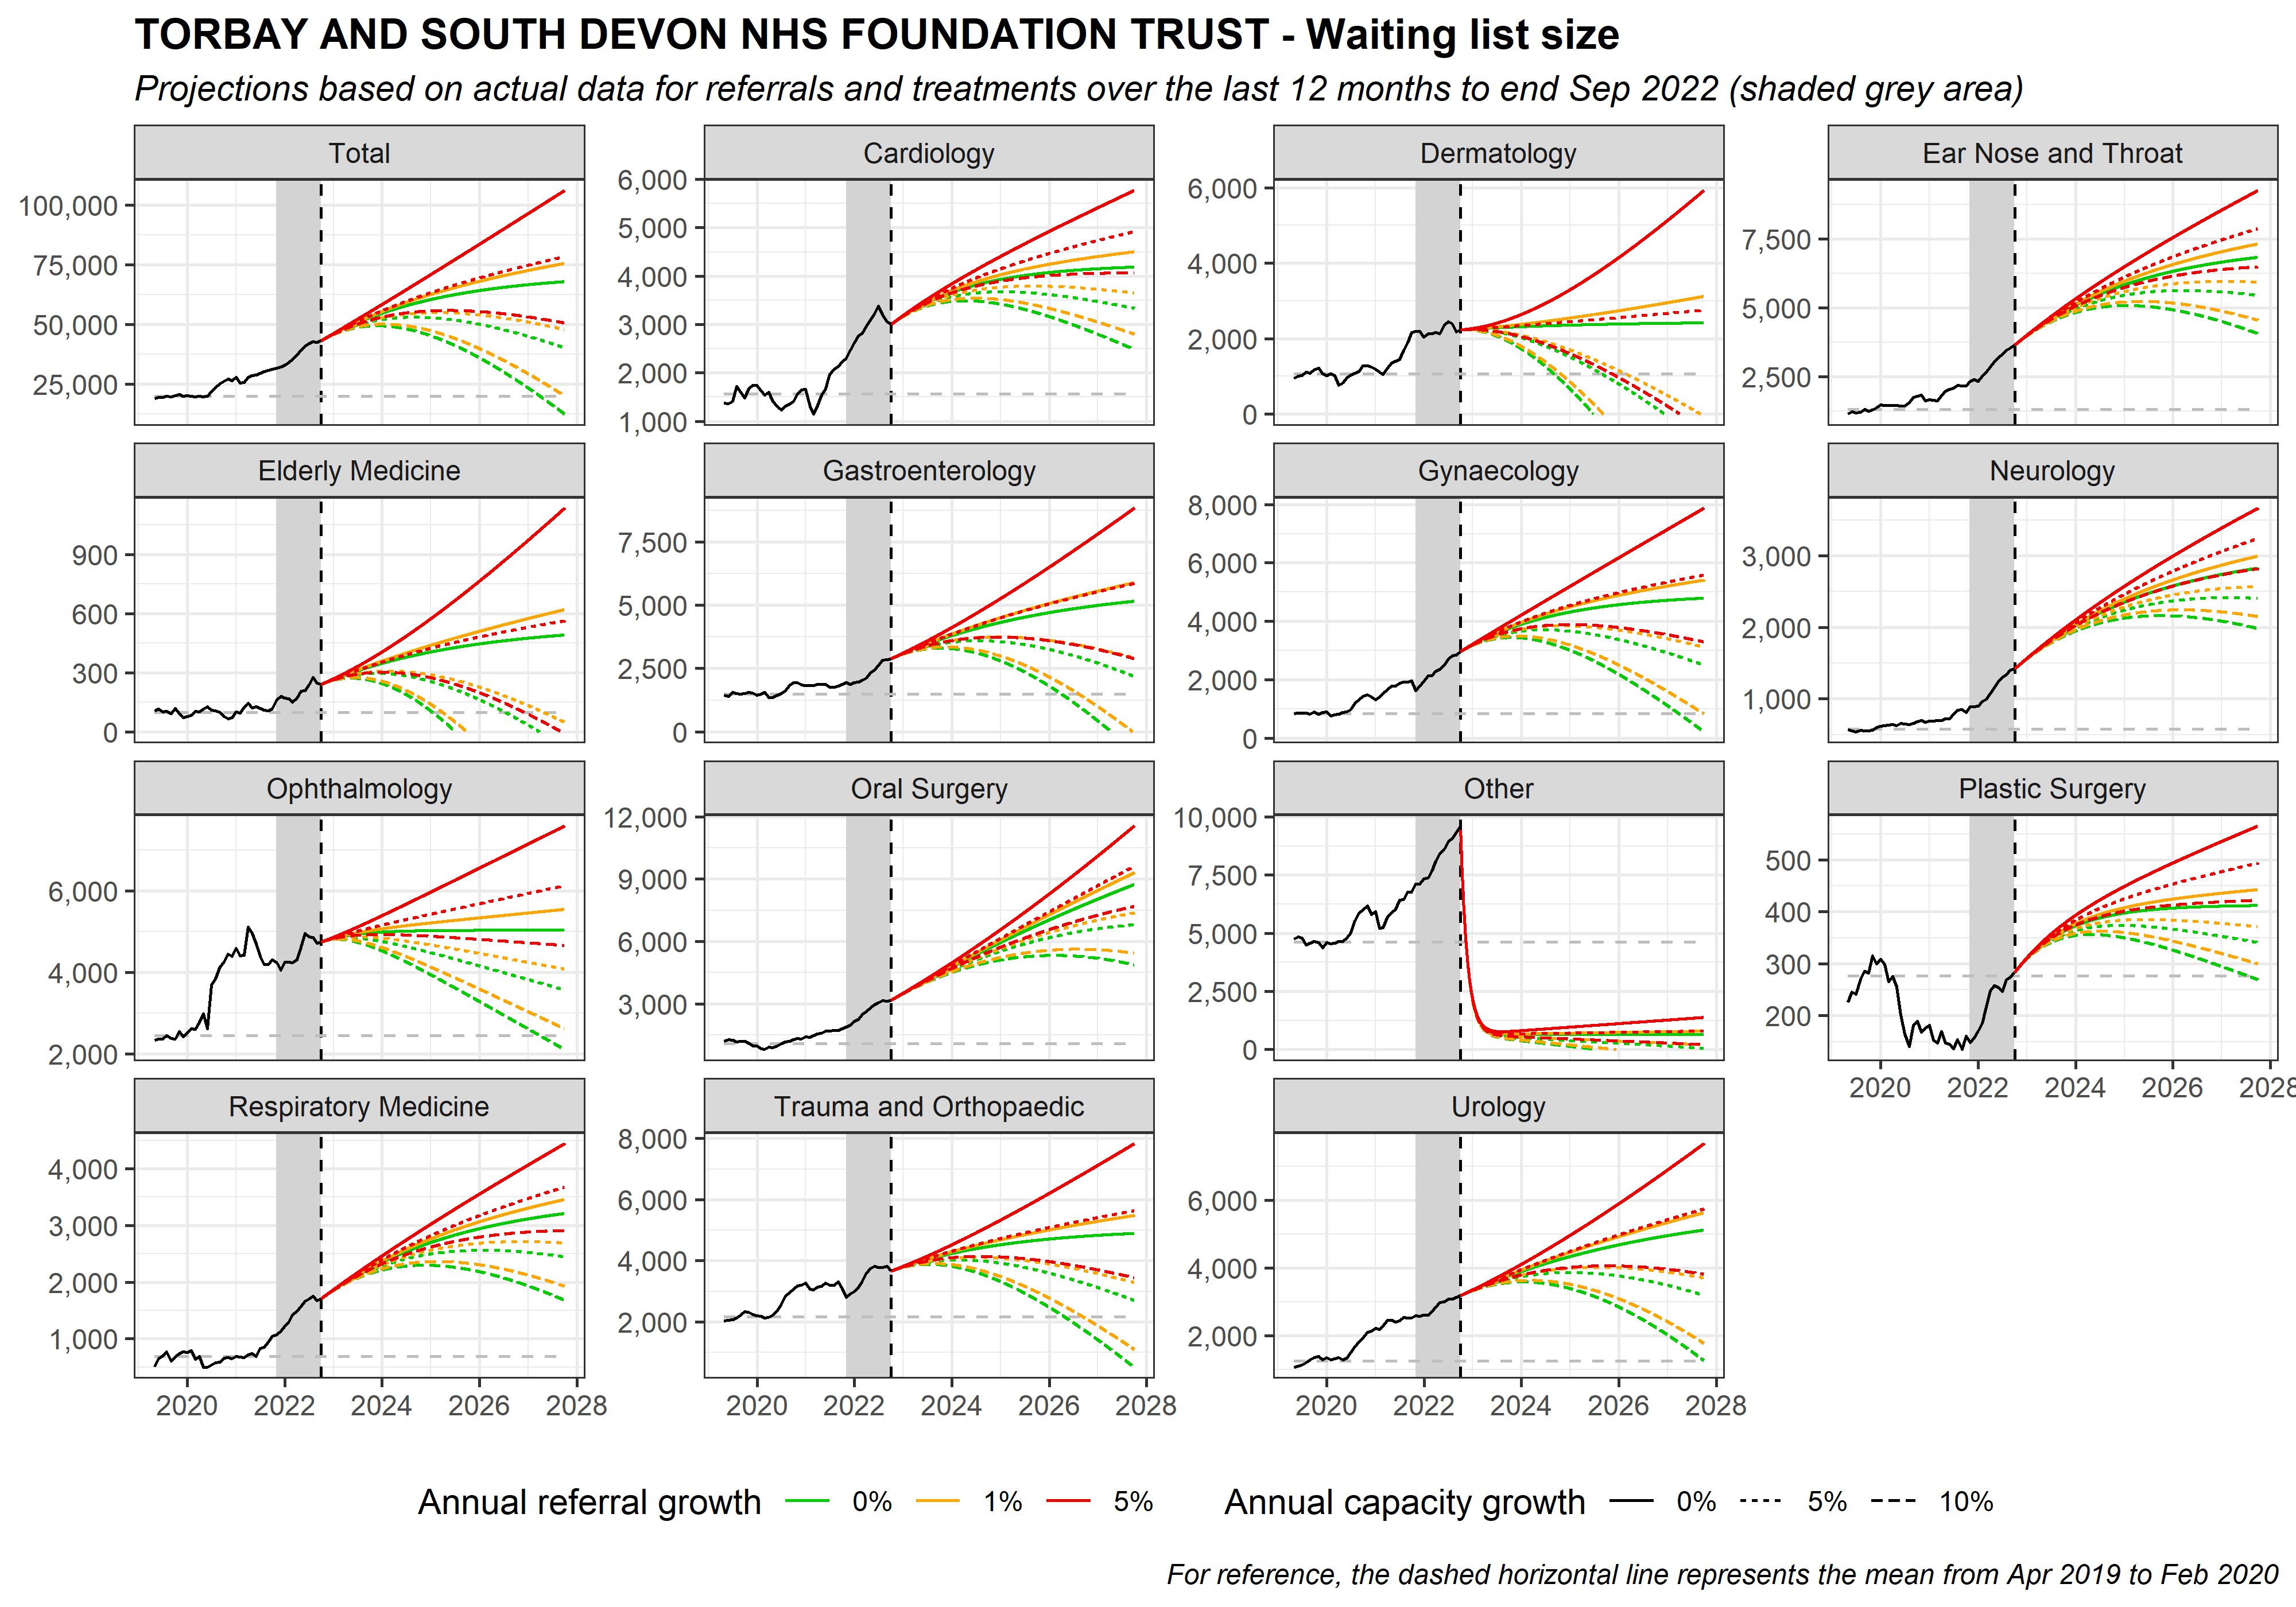 TORBAY AND SOUTH DEVON NHS FOUNDATION TRUST - Waiting list size
Projections based on actual data for referrals and treatments over the last 12 months to end Sep 2022 (shaded grey area)
Total
100,000
75,000
50,000
25,000
Cardiology
6,000
5,000
4,000
3,000
2,000
1,000
Dermatology
6,000
4,000
2,000
0
Ear Nose and Throat
7,500
5,000
2,500
Elderly Medicine
900
600
300
0
Gastroenterology
7,500
5,000
2,500
0
Gynaecology
8,000
6,000
4,000
2,000
0
Neurology
3,000
2,000
1,000
Ophthalmology
6,000
4,000
2,000
Oral Surgery
12,000
9,000
6,000
3,000
Other
10,000
7,500
5,000
2,500
0
Plastic Surgery
500
400
300
200
2020 2022 2024 2026 2028
Respiratory Medicine
4,000
3,000
2,000
1,000
2020 2022 2024 2026 2028
Trauma and Orthopaedic
8,000
6,000
4,000
2,000
2020 2022 2024 2026 2028
Urology
6,000
4,000
2,000
2020 2022 2024 2026 2028
Annual referral growth 0% 1% 5% Annual capacity growth 0% 5% 10%
For reference, the dashed horizontal line represents the mean from Apr 2019 to Feb 2020